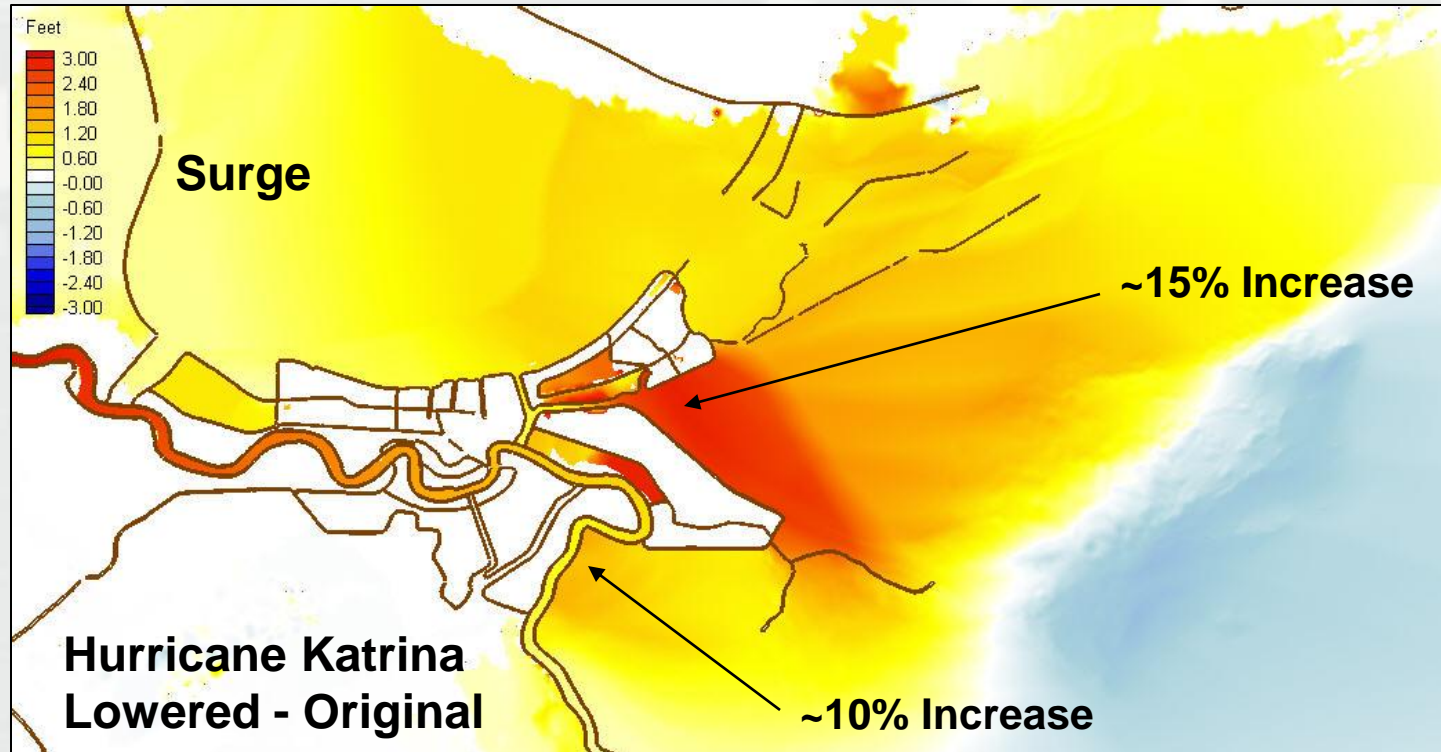 Feet
3.00
2.40
1.80
1.20
0.60
-0.00
-0.60
-1.20
-1.80
-2.40
-3.00
Surge
~15% Increase
Hurricane Katrina
Lowered - Original
~10% Increase